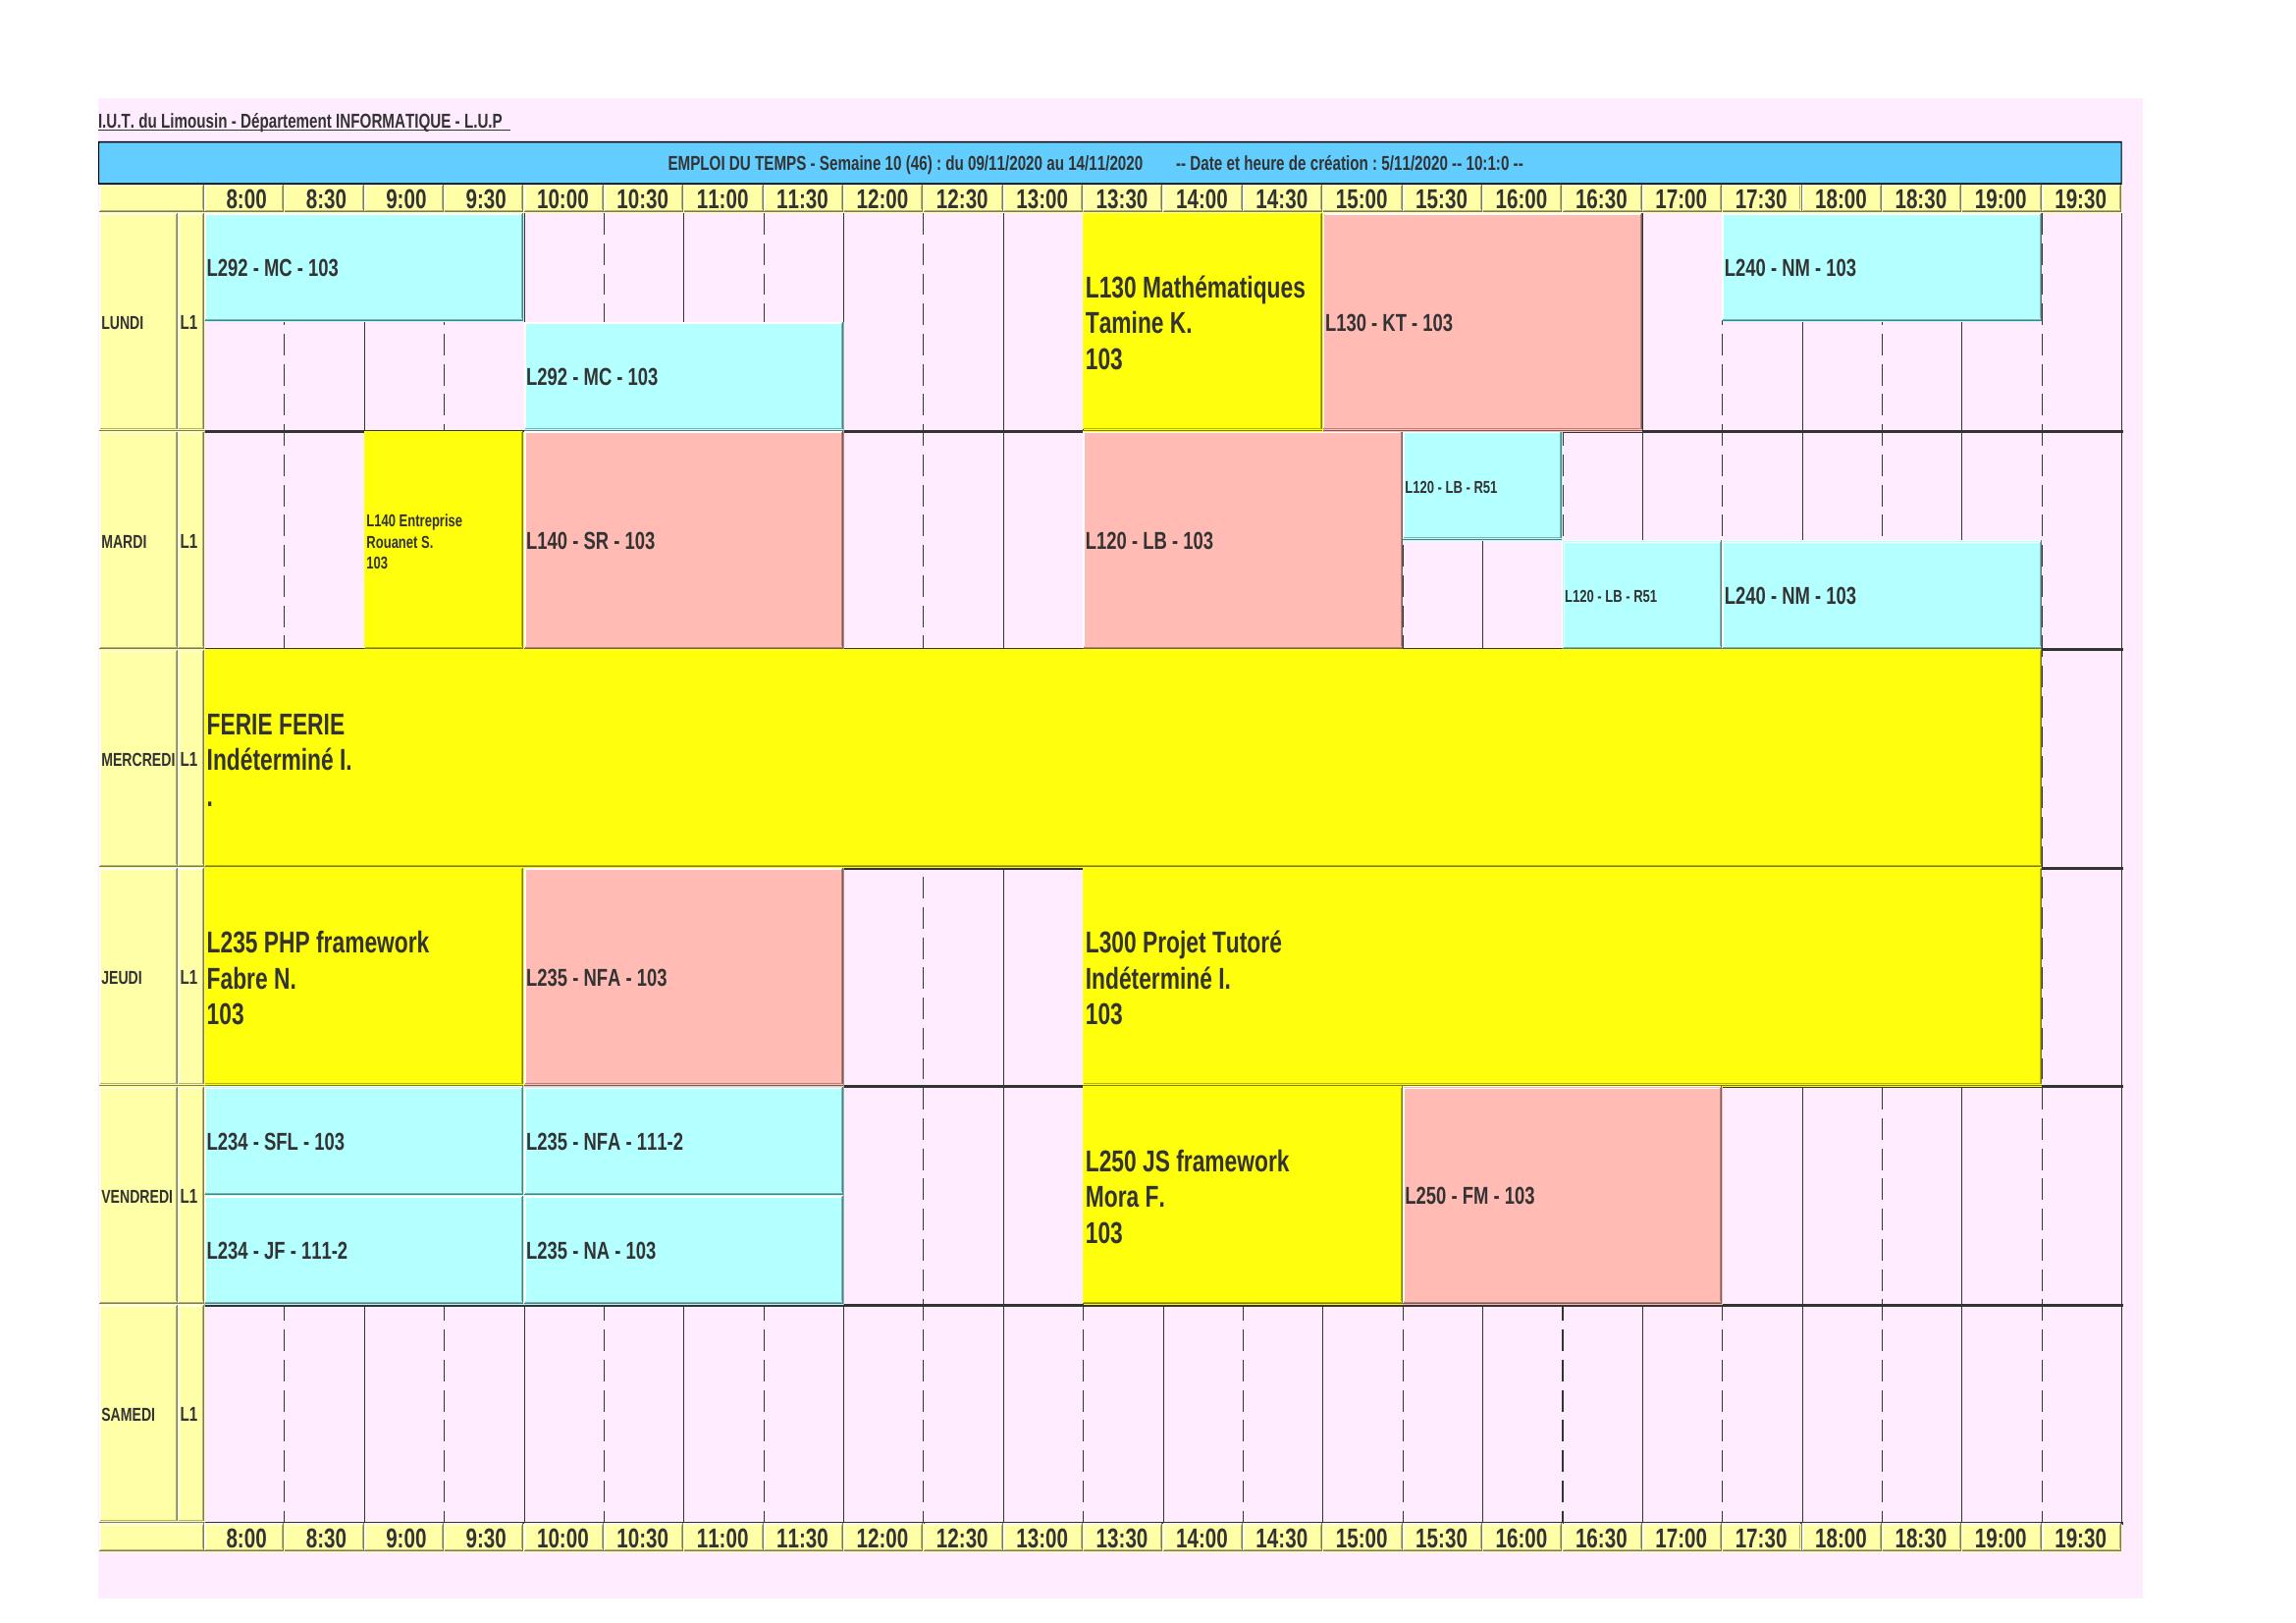 I.U.T. du Limousin - Département INFORMATIQUE - L.U.P
EMPLOI DU TEMPS - Semaine 10 (46) : du 09/11/2020 au 14/11/2020 -- Date et heure de création : 5/11/2020 -- 10:1:0 --
8:00 8:30 9:00 9:30 10:00 10:30 11:00 11:30 12:00 12:30 13:00 13:30 14:00 14:30 15:00 15:30 16:00 16:30 17:00 17:30 18:00 18:30 19:00 19:30
LUNDI L1
L292 - MC - 103
L292 - MC - 103
L130 Mathématiques
Tamine K.
103
L130 - KT - 103
L240 - NM - 103
MARDI L1
L140 Entreprise
Rouanet S.
103
L140 - SR - 103
L120 - LB - 103
L120 - LB - R51
L120 - LB - R51
L240 - NM - 103
MERCREDI L1
FERIE FERIE
Indéterminé I.
.
JEUDI L1
L235 PHP framework
Fabre N.
103
L235 - NFA - 103
L300 Projet Tutoré
Indéterminé I.
103
VENDREDI L1
L234 - SFL - 103
L235 - NFA - 111-2
L234 - JF - 111-2
L235 - NA - 103
L250 JS framework
Mora F.
103
L250 - FM - 103
SAMEDI L1
8:00 8:30 9:00 9:30 10:00 10:30 11:00 11:30 12:00 12:30 13:00 13:30 14:00 14:30 15:00 15:30 16:00 16:30 17:00 17:30 18:00 18:30 19:00 19:30